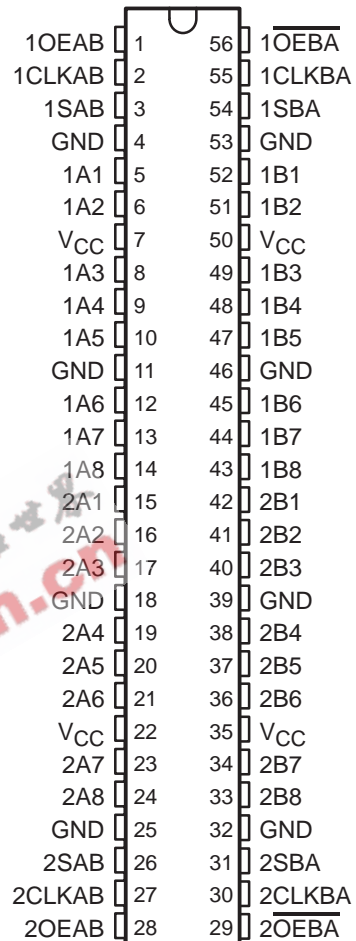 1OEAB 1 56 1OEBA
1CLKAB 2 55 1CLKBA
1SAB 3 54 1SBA
GND 4 53 GND
1A1 5 52 1B1
1A2 6 51 1B2
VCC 7 50 VCC
1A3 8 49 1B3
1A4 9 48 1B4
1A5 10 47 1B5
GND 11 46 GND
1A6 12 45 1B6
1A7 13 44 1B7
1A8 14 43 1B8
2A1 15 42 2B1
2A2 16 41 2B2
2A3 17 40 2B3
GND 18 39 GND
2A4 19 38 2B4
2A5 20 37 2B5
2A6 21 36 2B6
VCC 22 35 VCC
2A7 23 34 2B7
2A8 24 33 2B8
GND 25 32 GND
2SAB 26 31 2SBA
2CLKAB 27 30 2CLKBA
2OEAB 28 29 2OEBA